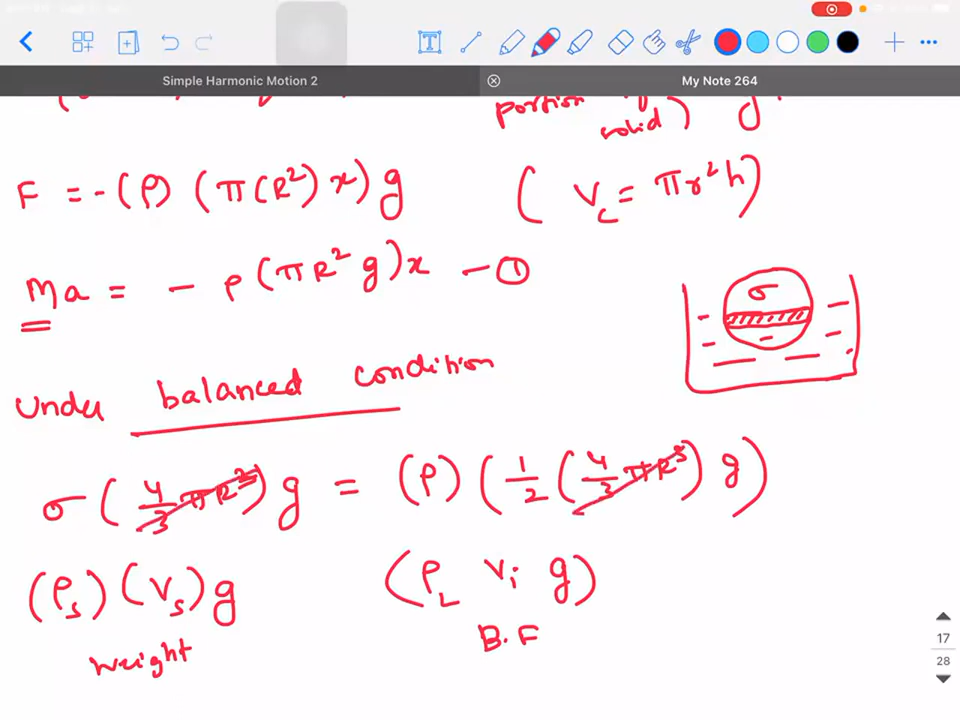 Simple Harmonic Motion 2
My Note 264
portion
solid) g
F = -(ρ) (π(R²) x) g
( V_c = πr²h)
Ma = - ρ (πR² g) x - ①
σ
Under balanced condition
σ (4/3 πR³) g = (ρ) (1/2 (4/3 πR³) g)
(ρ_s) (V_s) g
(ρ_L V_i g)
weight
B.F
17
28